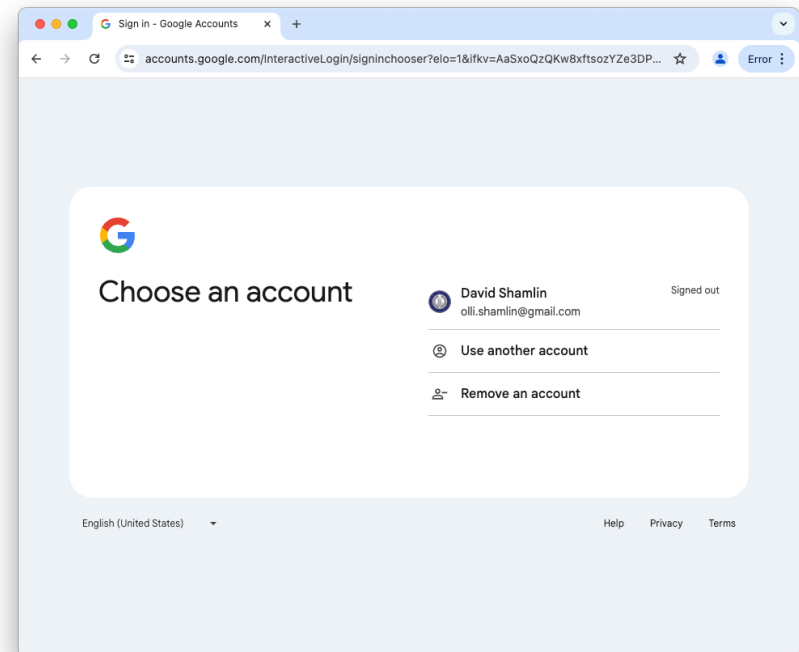 Sign in - Google Accounts
accounts.google.com/InteractiveLogin/signinchooser?elo=1&ifkv=AaSxoQzQKw8xftsozYZe3DP...
Error
Choose an account
David Shamlin
Signed out
olli.shamlin@gmail.com
Use another account
Remove an account
English (United States)
Help Privacy Terms